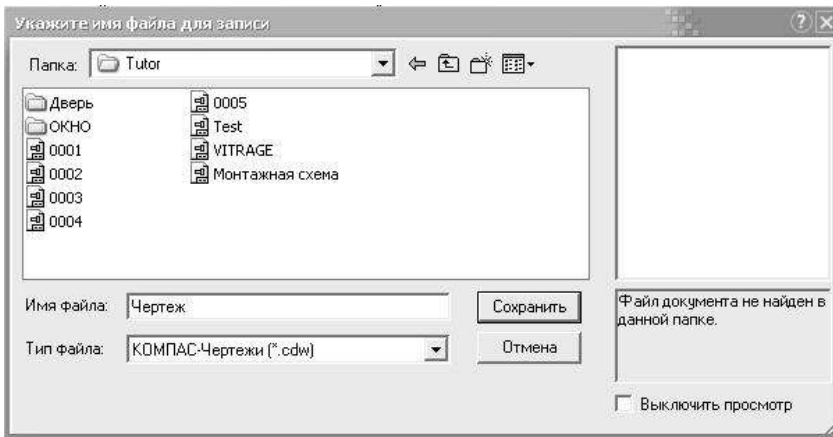 Укажите имя файла для записи
Папка: Tutor
Дверь
ОКНО
0001
0002
0003
0004
0005
Test
VITRAGE
Монтажная схема
Имя файла: Чертеж
Сохранить
Тип файла: КОМПАС-Чертежи (*.cdw)
Отмена
Файл документа не найден в
данной папке.
Выключить просмотр